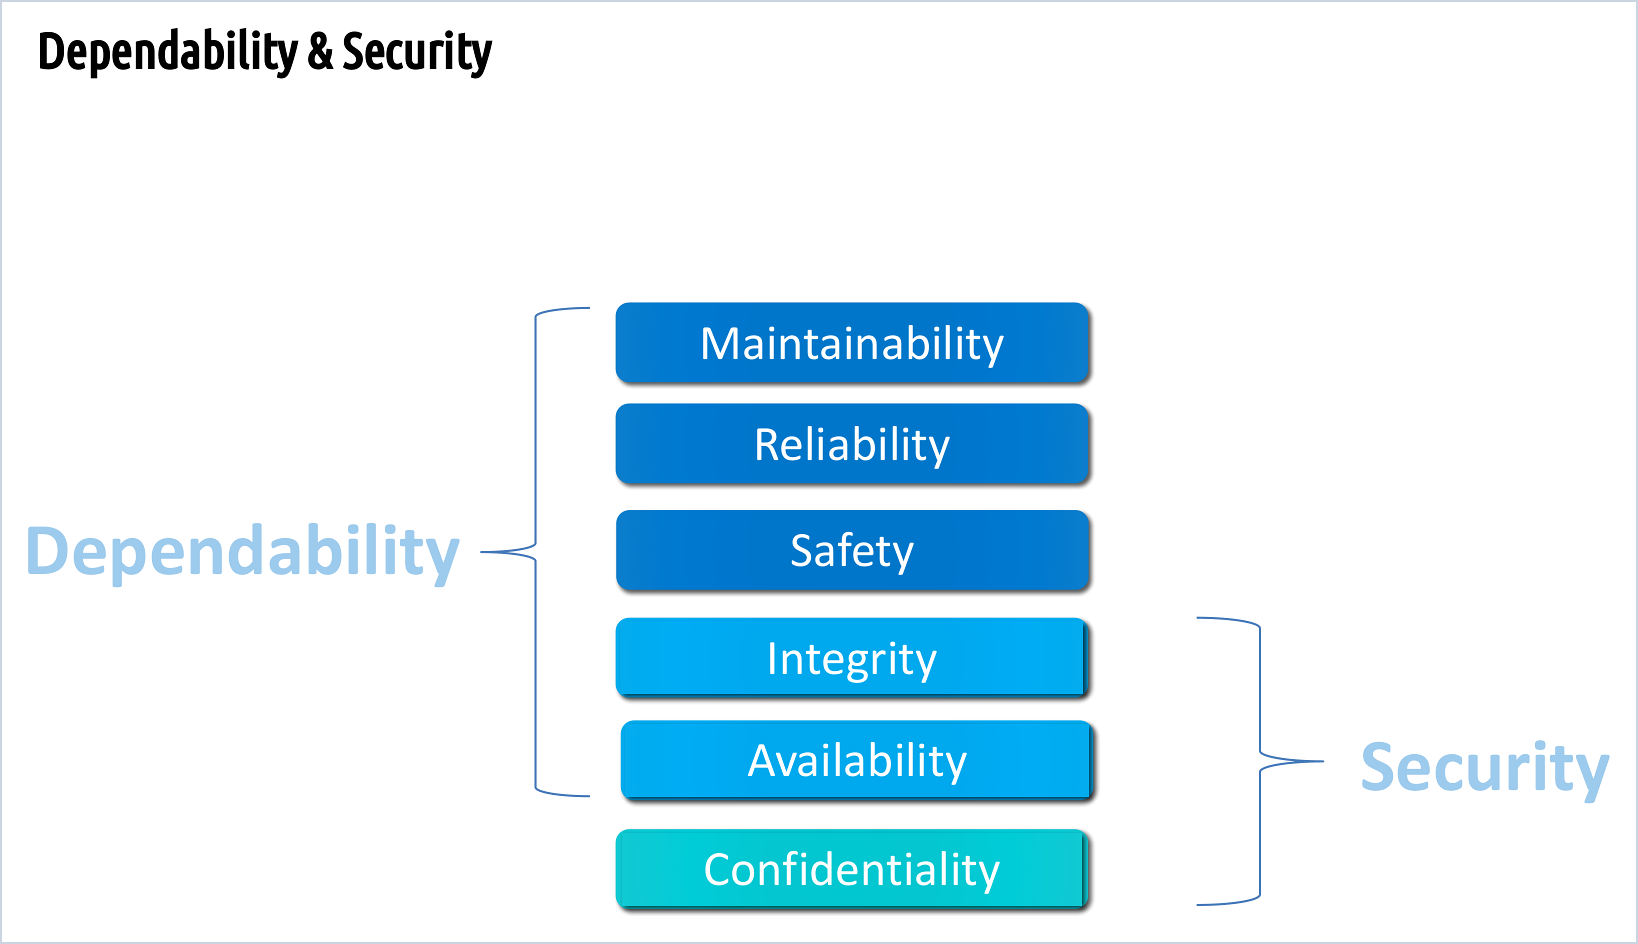 Dependability & Security
Maintainability
Reliability
Dependability
Safety
Integrity
Availability
Security
Confidentiality